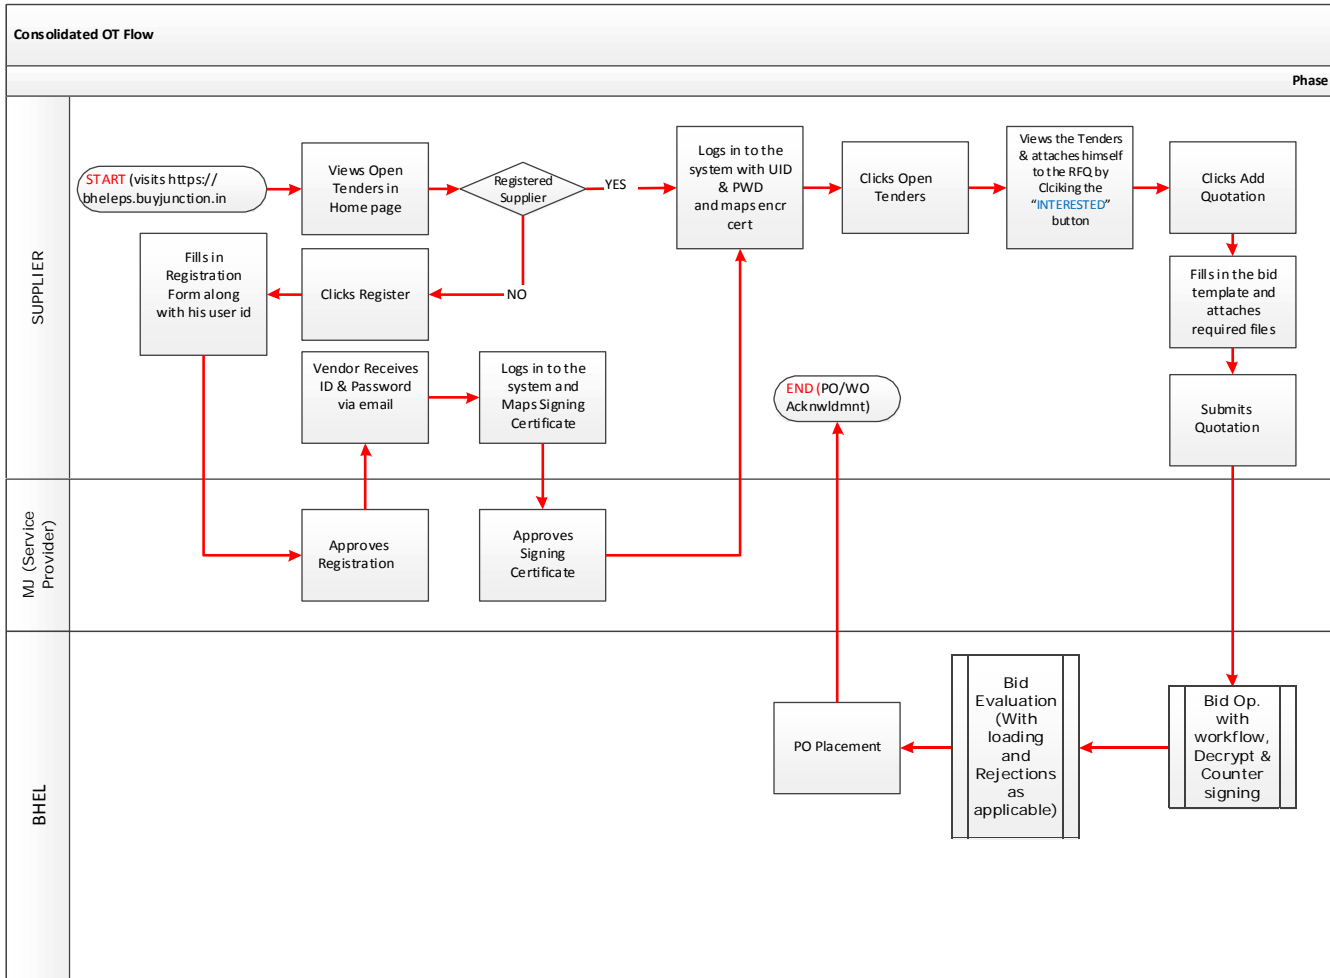 Consolidated OT Flow
Phase
SUPPLIER
START (visits https://
bheleps.buyjunction.in
Views Open
Tenders in
Home page
Registered
Supplier
YES
NO
Logs in to the
system with UID
& PWD
and maps encr
cert
Clicks Open
Tenders
Views the Tenders
& attaches himself
to the RFQ by
Clciking the
“INTERESTED”
button
Clicks Add
Quotation
Fills in
Registration
Form along
with his user id
Clicks Register
Fills in the bid
template and
attaches
required files
Vendor Receives
ID & Password
via email
Logs in to the
system and
Maps Signing
Certificate
END (PO/WO
Acknwldmnt)
Submits
Quotation
MJ (Service
Provider)
Approves
Registration
Approves
Signing
Certificate
BHEL
PO Placement
Bid
Evaluation
(With
loading
and
Rejections
as
applicable)
Bid Op.
with
workflow,
Decrypt &
Counter
signing